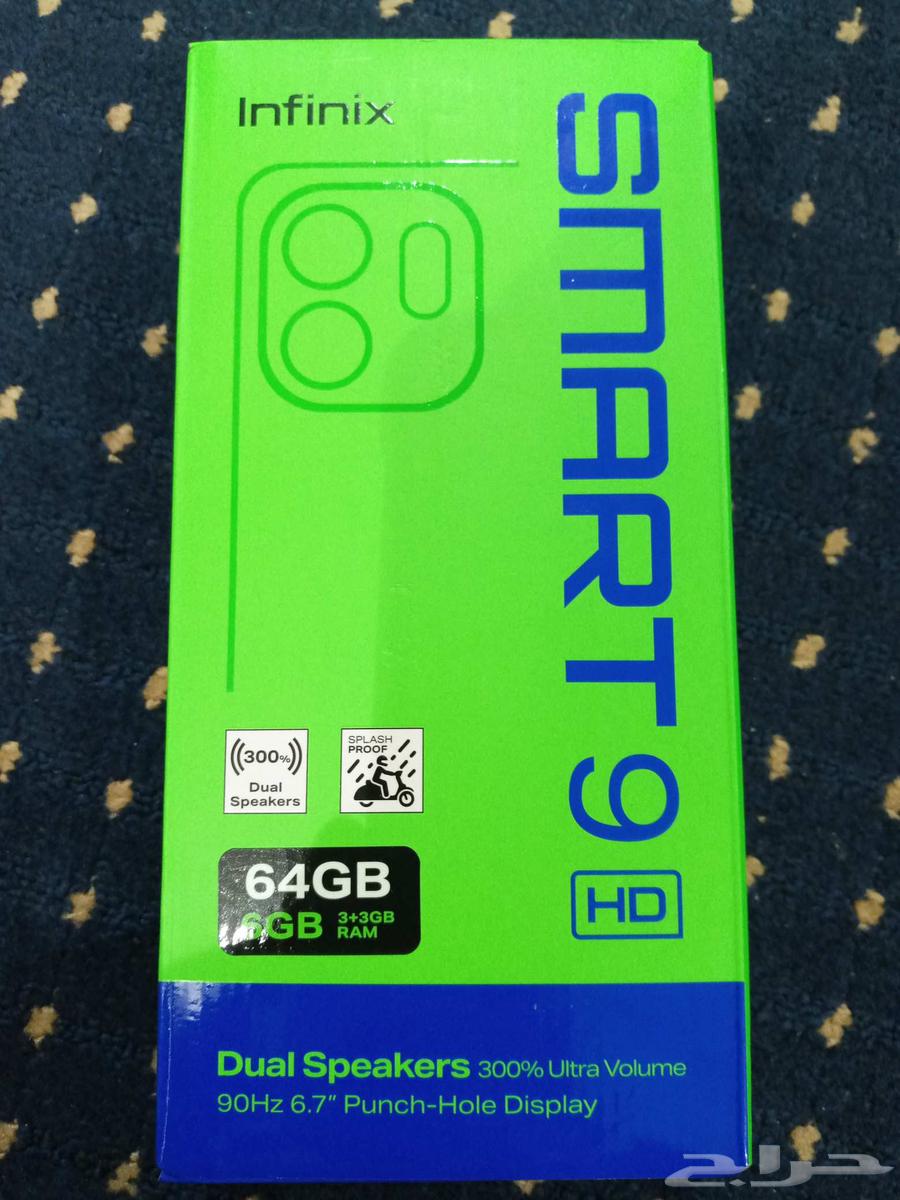 Infinix
SMART 9
HD
SPLASH
PROOF
300%
Dual
Speakers
64GB
6GB 3+3GB
RAM
Dual Speakers 300% Ultra Volume
90Hz 6.7" Punch-Hole Display
حراج